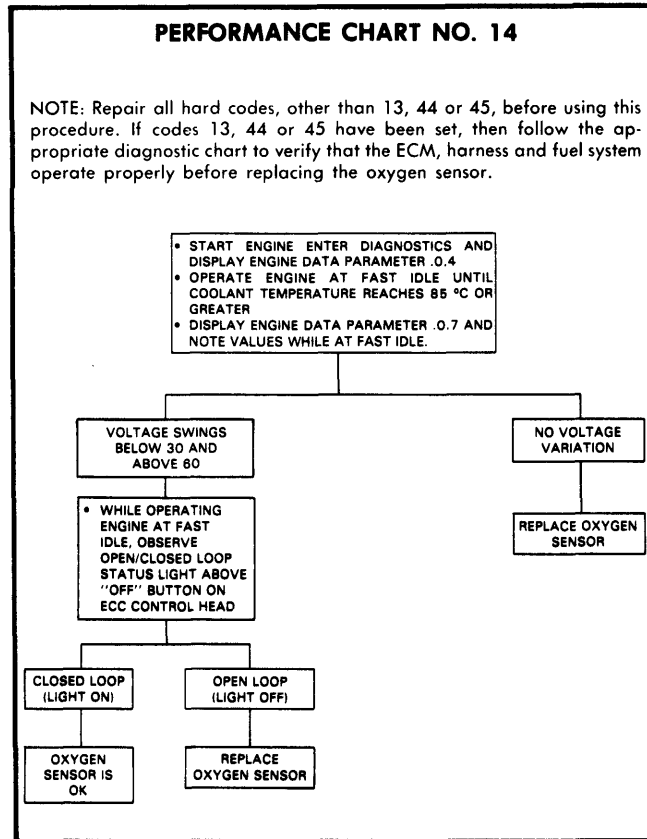 PERFORMANCE CHART NO. 14
NOTE: Repair all hard codes, other than 13, 44 or 45, before using this
procedure. If codes 13, 44 or 45 have been set, then follow the ap-
propriate diagnostic chart to verify that the ECM, harness and fuel system
operate properly before replacing the oxygen sensor.
• START ENGINE ENTER DIAGNOSTICS AND
DISPLAY ENGINE DATA PARAMETER .0.4
• OPERATE ENGINE AT FAST IDLE UNTIL
COOLANT TEMPERATURE REACHES 85 °C OR
GREATER
• DISPLAY ENGINE DATA PARAMETER .0.7 AND
NOTE VALUES WHILE AT FAST IDLE.
VOLTAGE SWINGS
BELOW 30 AND
ABOVE 60
NO VOLTAGE
VARIATION
• WHILE OPERATING
ENGINE AT FAST
IDLE, OBSERVE
OPEN/CLOSED LOOP
STATUS LIGHT ABOVE
"OFF" BUTTON ON
ECC CONTROL HEAD
REPLACE OXYGEN
SENSOR
CLOSED LOOP
(LIGHT ON)
OPEN LOOP
(LIGHT OFF)
OXYGEN
SENSOR IS
OK
REPLACE
OXYGEN SENSOR